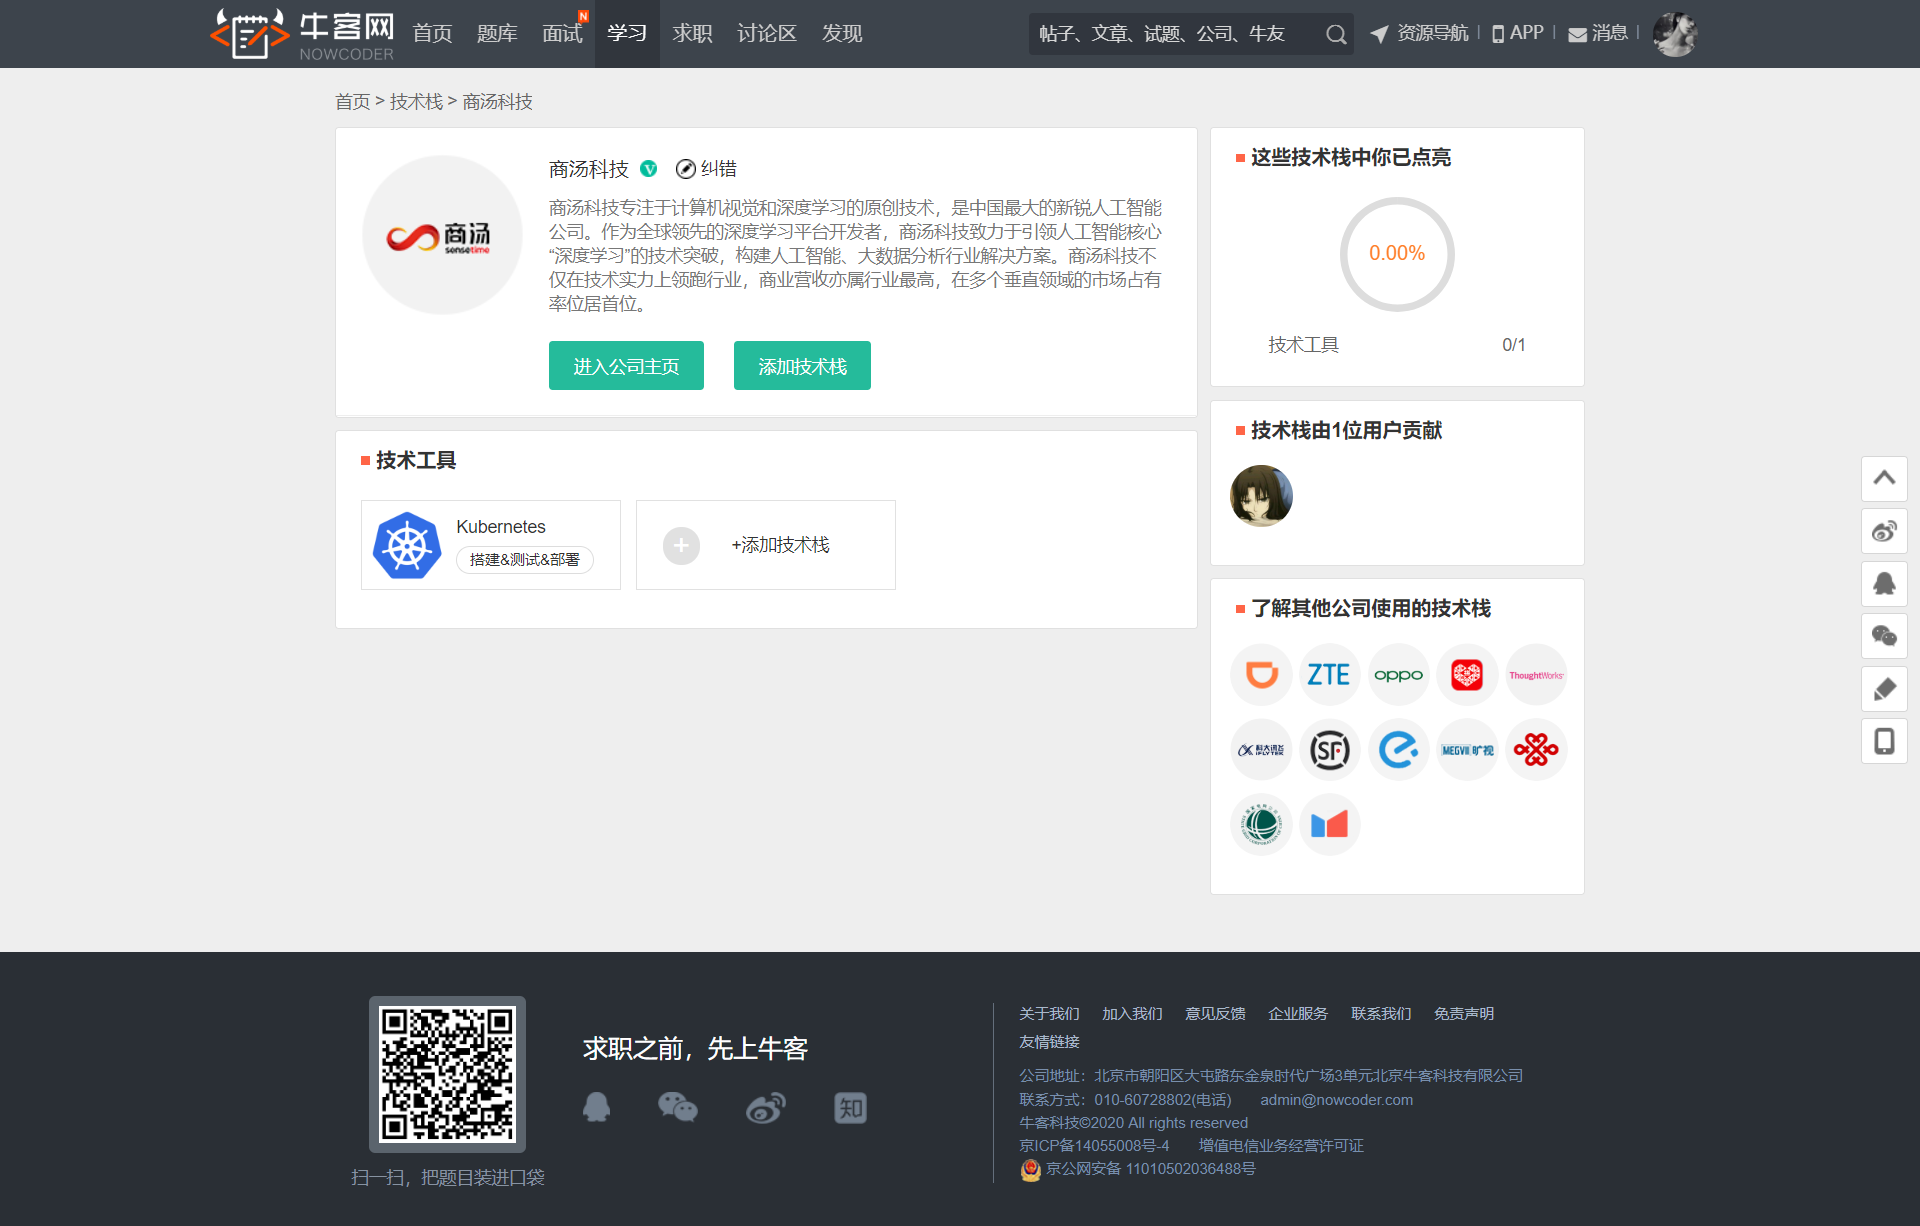 牛客网
NOWCODER
首页
题库
面试
N
学习
求职
讨论区
发现
帖子、文章、试题、公司、牛友
资源导航
APP
消息
首页 > 技术栈 > 商汤科技
商汤
sensetime
商汤科技
V
纠错
商汤科技专注于计算机视觉和深度学习的原创技术，是中国最大的新锐人工智能
公司。作为全球领先的深度学习平台开发者，商汤科技致力于引领人工智能核心
“深度学习”的技术突破，构建人工智能、大数据分析行业解决方案。商汤科技不
仅在技术实力上领跑行业，商业营收亦属行业最高，在多个垂直领域的市场占有
率位居首位。
进入公司主页
添加技术栈
技术工具
Kubernetes
搭建&测试&部署
+添加技术栈
这些技术栈中你已点亮
0.00%
技术工具
0/1
技术栈由1位用户贡献
了解其他公司使用的技术栈
ZTE
oppo
ThoughtWorks
科大讯飞
IFLYTEK
SF
MEGVII 旷视
求职之前，先上牛客
知
扫一扫，把题目装进口袋
关于我们 加入我们 意见反馈 企业服务 联系我们 免责声明
友情链接
公司地址：北京市朝阳区大屯路东金泉时代广场3单元北京牛客科技有限公司
联系方式：010-60728802(电话) admin@nowcoder.com
牛客科技©2020 All rights reserved
京ICP备14055008号-4 增值电信业务经营许可证
京公网安备 11010502036488号